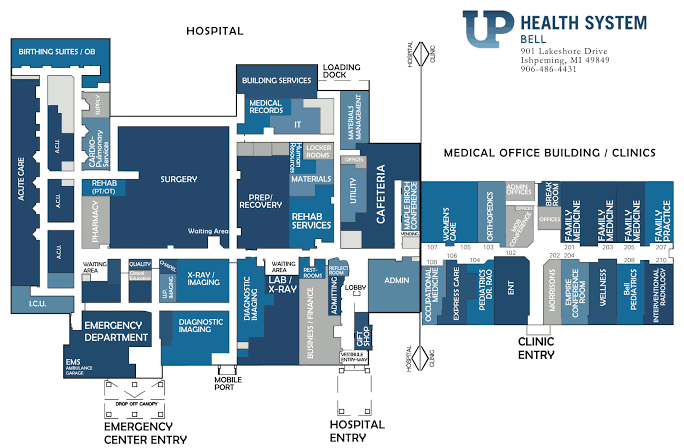 HOSPITAL
UP HEALTH SYSTEM
BELL
901 Lakeshore Drive
Ishpeming, MI 49849
906-486-4431
HOSPITAL
CLINIC
BIRTHING SUITES / OB
LOADING
DOCK
BUILDING SERVICES
MEDICAL
RECORDS
IT
MATERIALS
MANAGEMENT
SUPPLY
ACUTE CARE
A.C.U.
A.C.U.
A.C.U.
CARDIO-
Pulmonary
Services
REHAB
(PT/OT)
PHARMACY
SURGERY
Waiting Area
PREP/
RECOVERY
Human
Resources
LOCKER
ROOMS
MATERIALS
REHAB
SERVICES
OFFICES
UTILITY
CAFETERIA
MAPLE BIRCH
CONFERENCE
VENDING
MEDICAL OFFICE BUILDING / CLINICS
WOMEN'S
CARE
ORTHOPEDICS
ADMIN
OFFICES
OFFICES
MOB
CONFERENCE
BREAK
ROOM
OFFICES
FAMILY
MEDICINE
FAMILY
MEDICINE
FAMILY
MEDICINE
FAMILY
PRACTICE
107
105
103
201
203
205
207
108
106
104
102
202
204
206
208
210
OCCUPATIONAL
MEDICINE
EXPRESS CARE
PEDIATRICS
DR. RAO
ENT
MORRISONS
EMPIRE
CONFERENCE
ROOM
WELLNESS
Bell
PEDIATRICS
INTERVENTIONAL
RADIOLOGY
CLINIC
ENTRY
I.C.U.
WAITING
AREA
QUALITY
Clinical
Education
CHAPEL
U.P.
IMAGING
X-RAY /
IMAGING
DIAGNOSTIC
IMAGING
DIAGNOSTIC
IMAGING
WAITING
AREA
LAB /
X-RAY
REST-
ROOMS
REFLECT
ROOM
BUSINESS / FINANCE
ADMITTING
LOBBY
GIFT
SHOP
ADMIN
VESTIBULE
ENTRY-WAY
EMERGENCY
DEPARTMENT
EMS
AMBULANCE
GARAGE
DROP OFF CANOPY
EMERGENCY
CENTER ENTRY
MOBILE
PORT
HOSPITAL
ENTRY
HOSPITAL
CLINIC